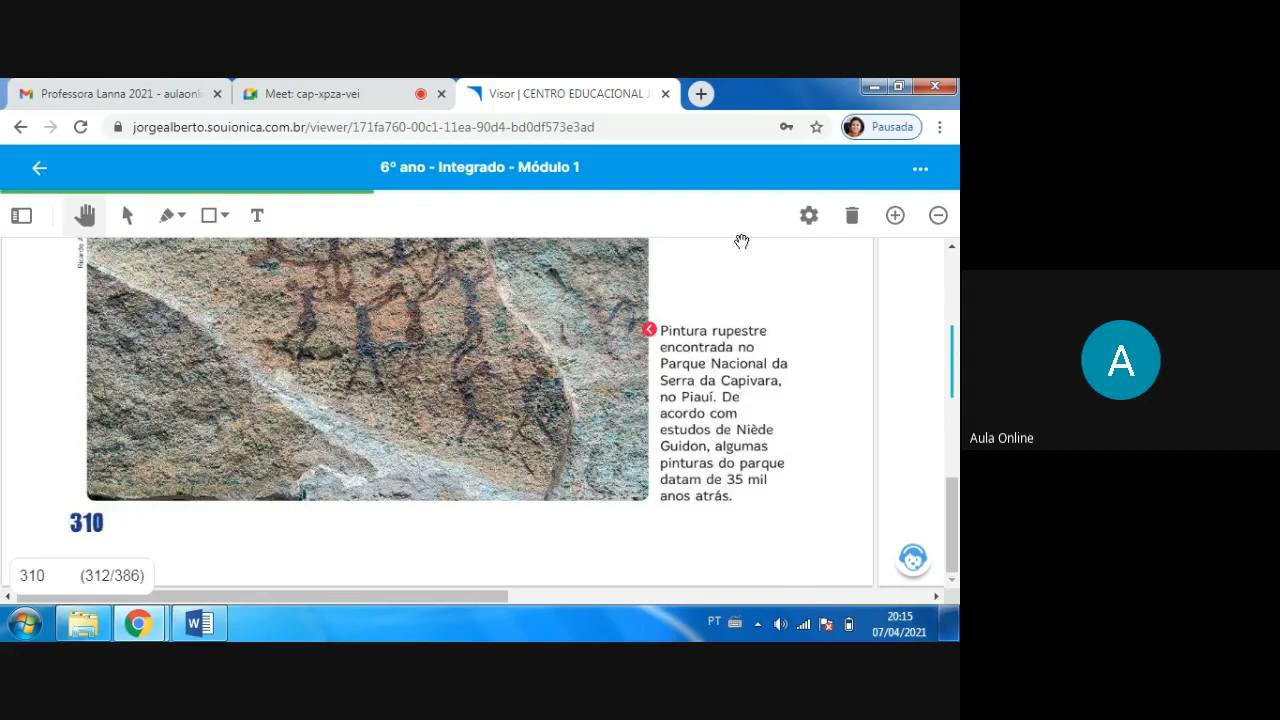 Professora Lanna 2021 - aulaonli
Meet: cap-xpza-vei
Visor | CENTRO EDUCACIONAL J
jorgealberto.souionica.com.br/viewer/171fa760-00c1-11ea-90d4-bd0df573e3ad
Pausada
6º ano - Integrado - Módulo 1
T
Pintura rupestre
encontrada no
Parque Nacional da
Serra da Capivara,
no Piauí. De
acordo com
estudos de Niède
Guidon, algumas
pinturas do parque
datam de 35 mil
anos atrás.
310
310 (312/386)
A
Aula Online
PT
20:15
07/04/2021